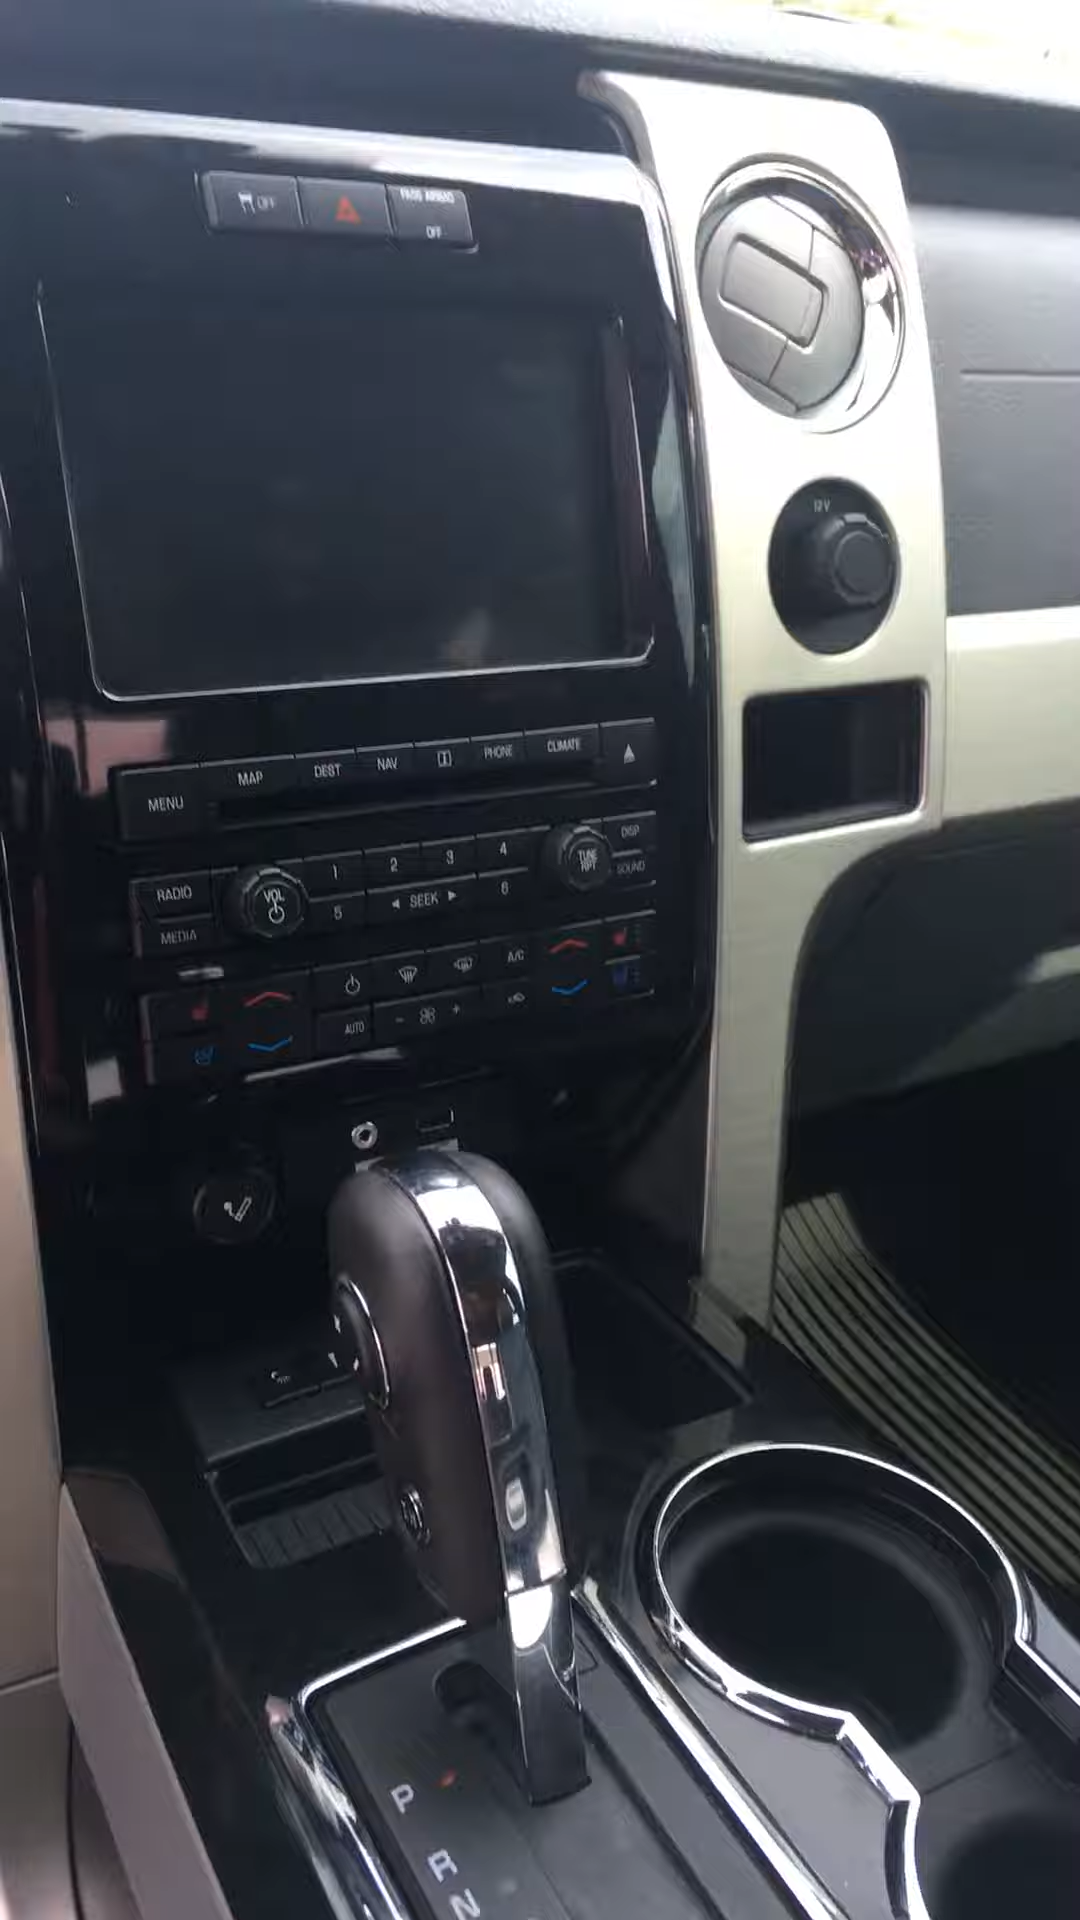 OFF
PASS AIRBAG
OFF
12V
MENU
MAP
DEST
NAV
PHONE
CLIMATE
RADIO
MEDIA
VOL
1
2
3
4
5
SEEK
6
TUNE
RPT
DISP
SOUND
A/C
AUTO
- +
P
R
N